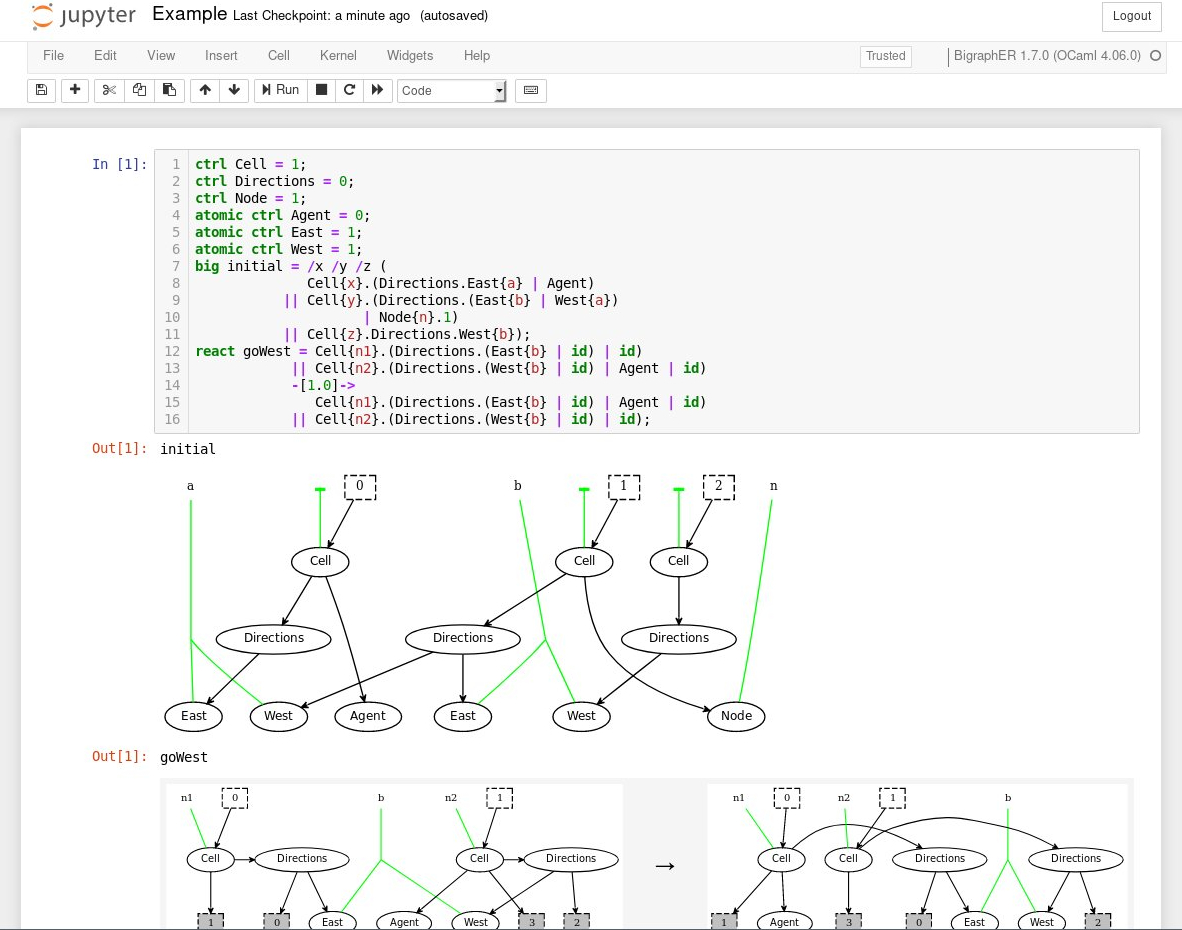 jupyter Example Last Checkpoint: a minute ago (autosaved)
Logout
File Edit View Insert Cell Kernel Widgets Help
Trusted
BigraphER 1.7.0 (OCaml 4.06.0)
Run
Code
In [1]:
1 ctrl Cell = 1;
2 ctrl Directions = 0;
3 ctrl Node = 1;
4 atomic ctrl Agent = 0;
5 atomic ctrl East = 1;
6 atomic ctrl West = 1;
7 big initial = /x /y /z (
8 Cell{x}.(Directions.East{a} | Agent)
9 || Cell{y}.(Directions.(East{b} | West{a})
10 | Node{n}.1)
11 || Cell{z}.Directions.West{b});
12 react goWest = Cell{n1}.(Directions.(East{b} | id) | id)
13 || Cell{n2}.(Directions.(West{b} | id) | Agent | id)
14 -[1.0]->
15 Cell{n1}.(Directions.(East{b} | id) | Agent | id)
16 || Cell{n2}.(Directions.(West{b} | id) | id);
Out[1]: initial
a 0 b 1 2 n
Cell Cell Cell
Directions Directions Directions
East West Agent East West Node
Out[1]: goWest
n1 0 b n2 1 n1 0 n2 1 b
Cell Directions Cell Directions → Cell Cell Directions Directions
1 0 East Agent West 3 2 1 Agent 3 0 East West 2